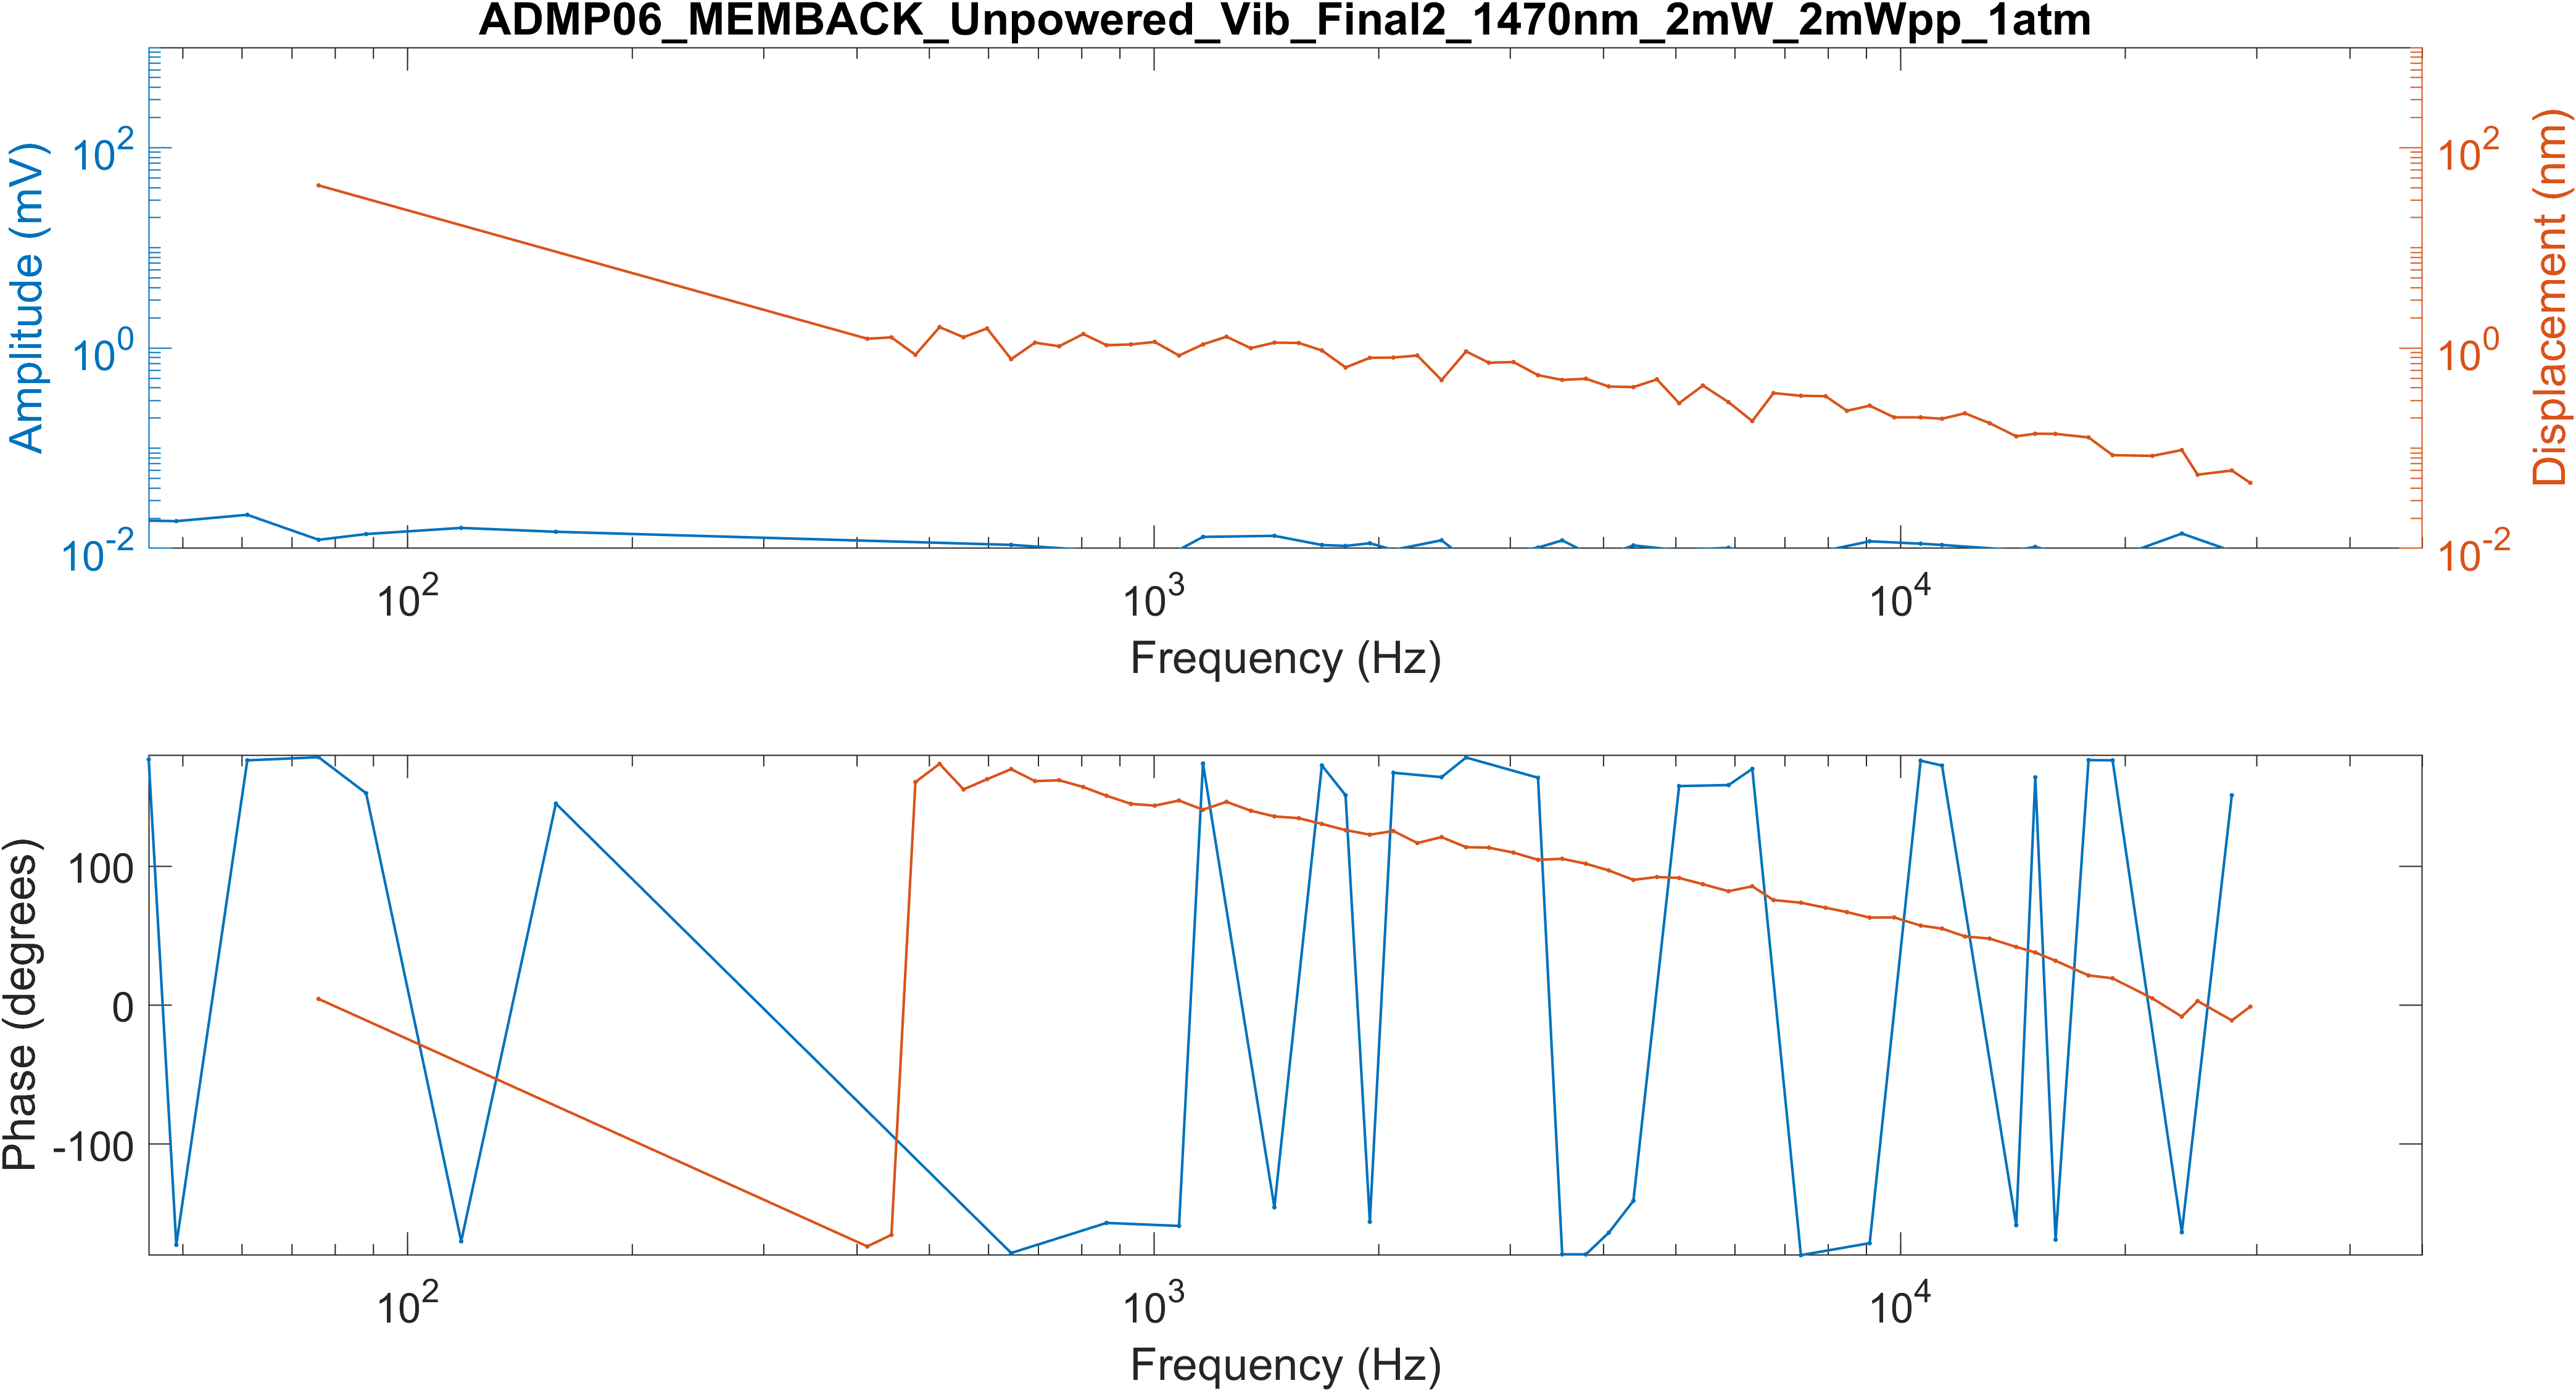 ADMP06_MEMBACK_Unpowered_Vib_Final2_1470nm_2mW_2mWpp_1atm
Amplitude (mV)
10^2
10^0
10^-2
Displacement (nm)
10^2
10^0
10^-2
10^2 10^3 10^4
Frequency (Hz)
Phase (degrees)
100
0
-100
10^2 10^3 10^4
Frequency (Hz)